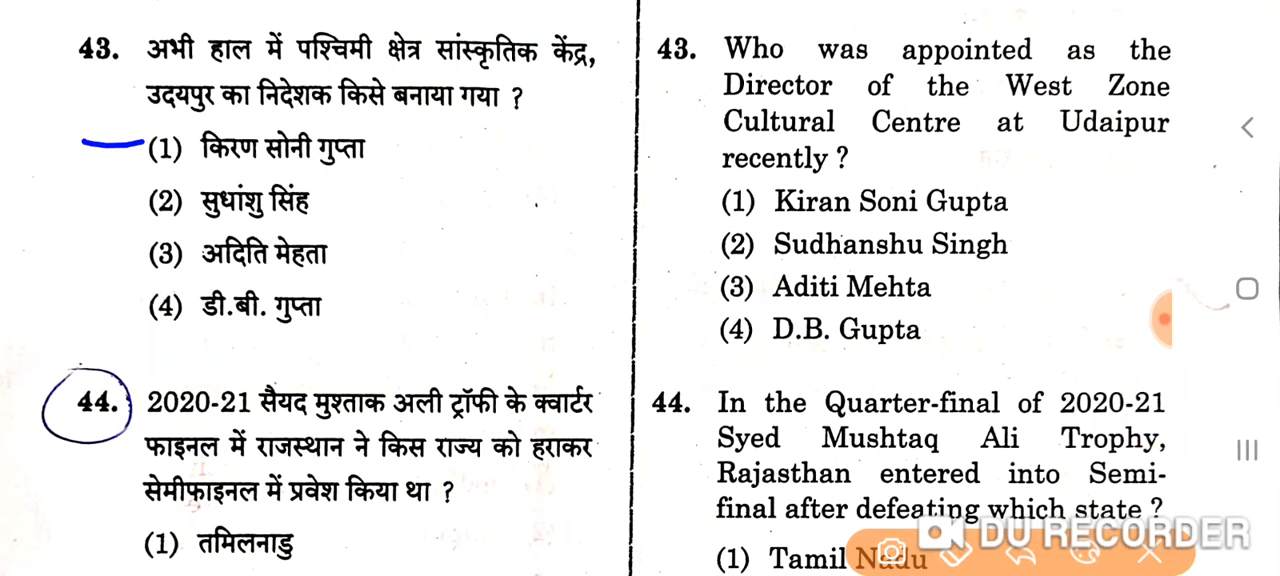 43. अभी हाल में पश्चिमी क्षेत्र सांस्कृतिक केंद्र,
उदयपुर का निदेशक किसे बनाया गया ?
(1) किरण सोनी गुप्ता
(2) सुधांशु सिंह
(3) अदिति मेहता
(4) डी.बी. गुप्ता
44. 2020-21 सैयद मुश्ताक अली ट्रॉफी के क्वार्टर
फाइनल में राजस्थान ने किस राज्य को हराकर
सेमीफ़ाइनल में प्रवेश किया था ?
(1) तमिलनाडु
43. Who was appointed as the
Director of the West Zone
Cultural Centre at Udaipur
recently ?
(1) Kiran Soni Gupta
(2) Sudhanshu Singh
(3) Aditi Mehta
(4) D.B. Gupta
44. In the Quarter-final of 2020-21
Syed Mushtaq Ali Trophy,
Rajasthan entered into Semi-
final after defeating which state ?
(1) Tamil Nadu
DU RECORDER